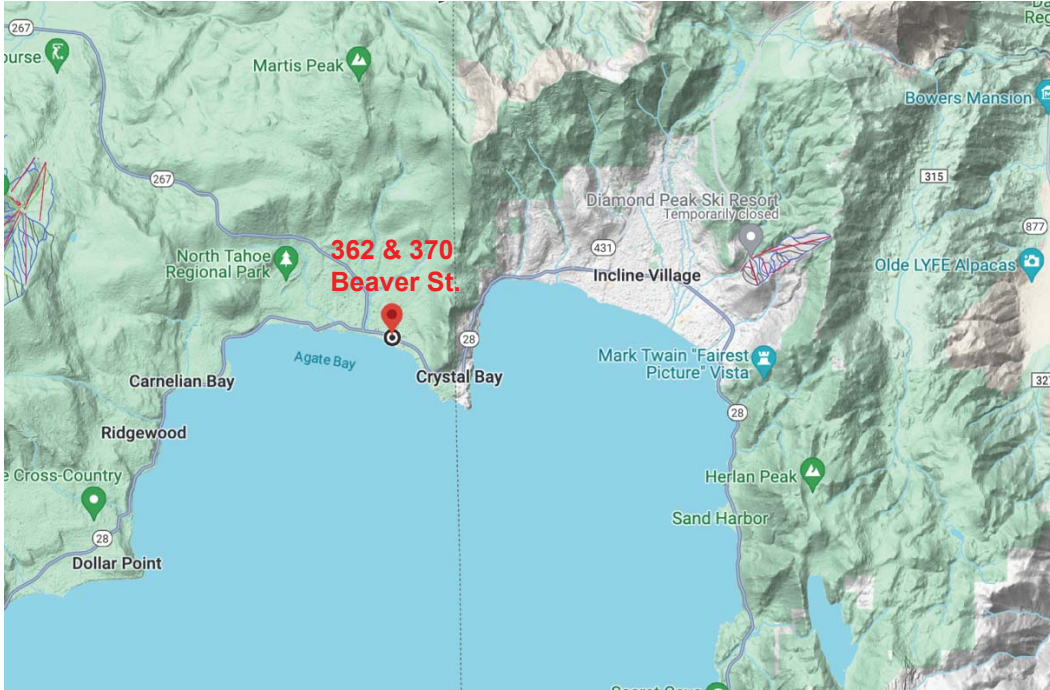 267
ourse
Martis Peak
Bowers Mansion
267
315
Diamond Peak Ski Resort
Temporarily closed
877
North Tahoe
Regional Park
362 & 370
Beaver St.
431
Incline Village
Olde LYFE Alpacas
28
Agate Bay
Mark Twain "Fairest
Picture" Vista
Crystal Bay
Carnelian Bay
32
28
Ridgewood
e Cross-Country
Herlan Peak
Sand Harbor
28
Dollar Point